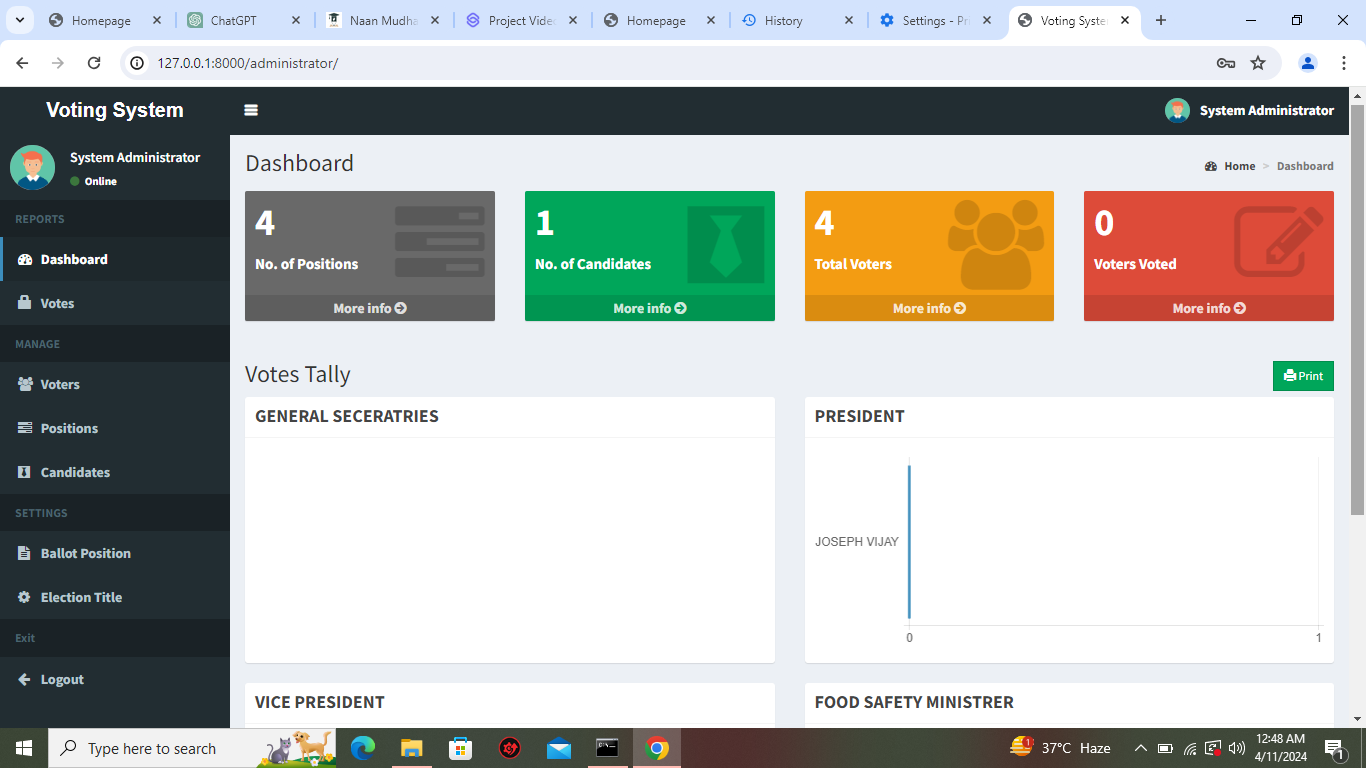 Homepage
ChatGPT
Naan Mudha
Project Video
Homepage
History
Settings - Pri
Voting Syste
127.0.0.1:8000/administrator/
Voting System
System Administrator
System Administrator
Online
REPORTS
Dashboard
Votes
MANAGE
Voters
Positions
Candidates
SETTINGS
Ballot Position
Election Title
Exit
Logout
Dashboard
Home > Dashboard
4
No. of Positions
More info
1
No. of Candidates
More info
4
Total Voters
More info
0
Voters Voted
More info
Votes Tally
Print
GENERAL SECERATRIES
PRESIDENT
JOSEPH VIJAY
0
1
VICE PRESIDENT
FOOD SAFETY MINISTRER
Type here to search
1
37°C Haze
12:48 AM
4/11/2024
1